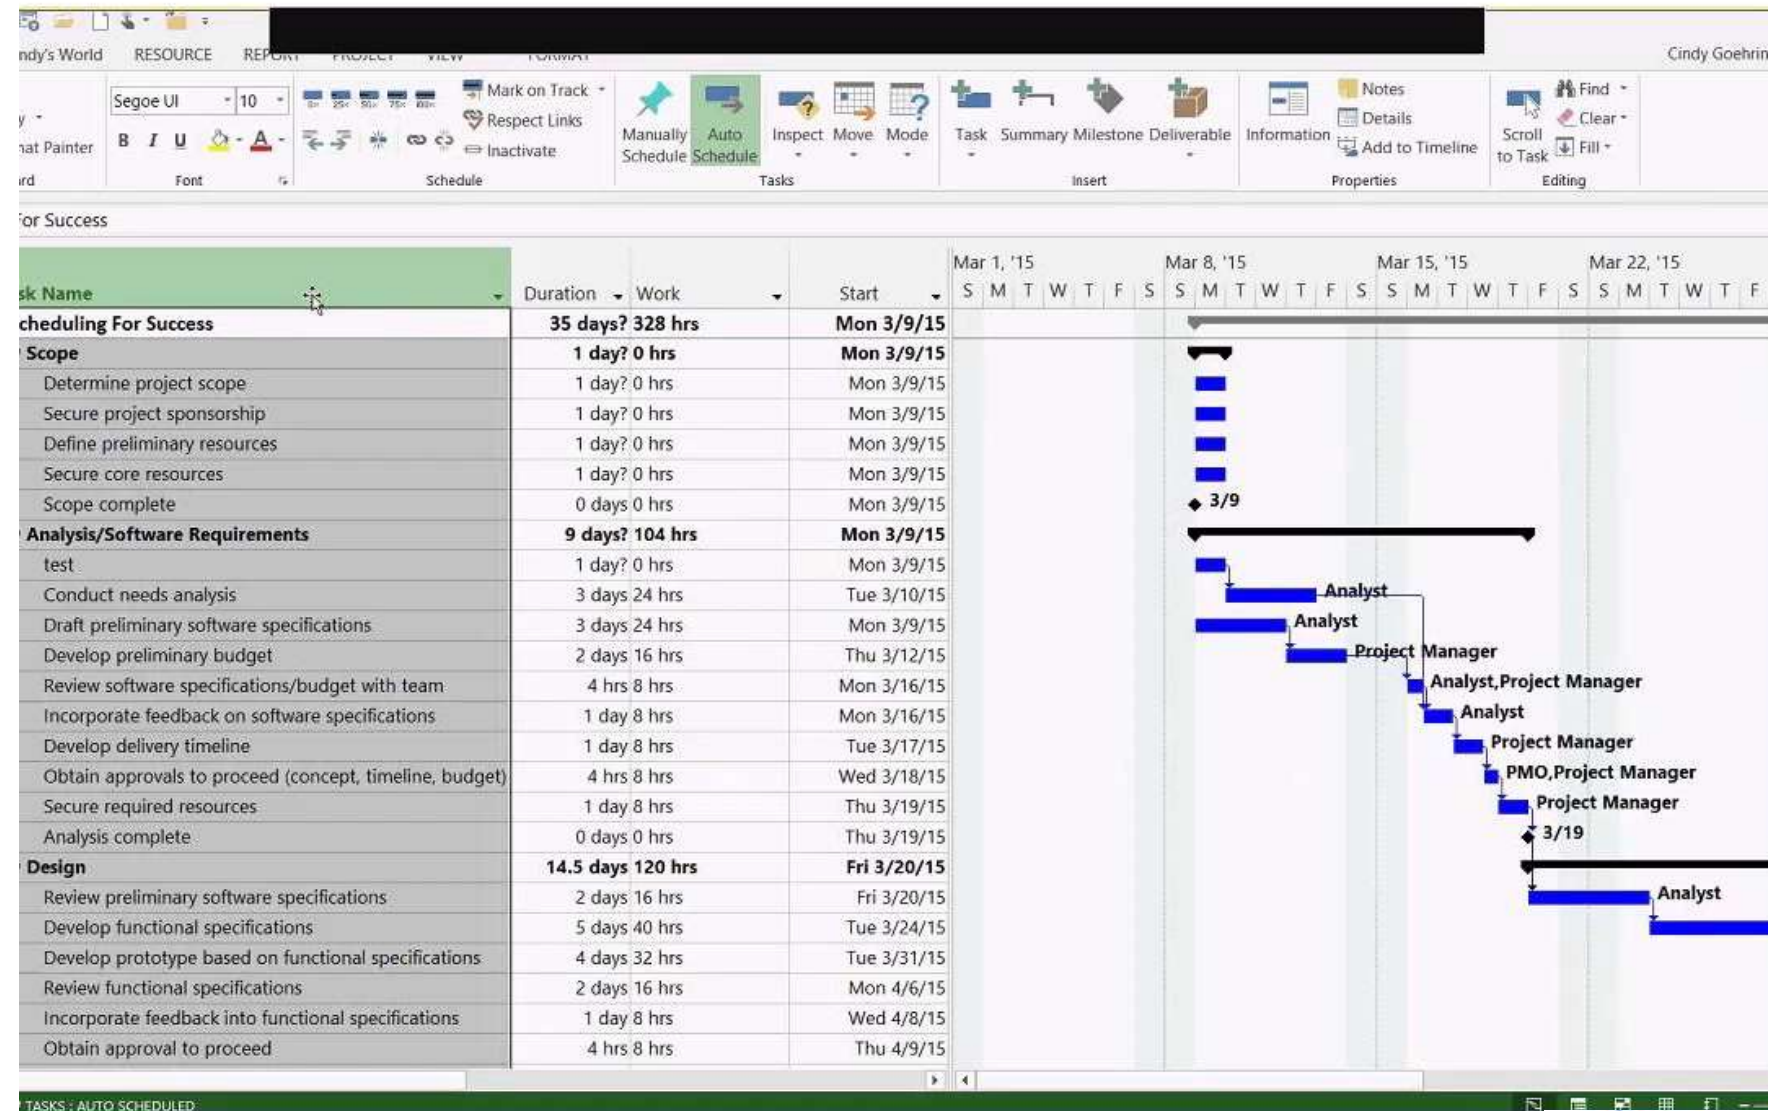 ndy's World RESOURCE REPORT PROJECT VIEW FORMAT Cindy Goehrin
Segoe UI 10 0× 25× 50× 75× 100× Mark on Track Notes Find
y Respect Links Manually Schedule Auto Schedule Inspect Move Mode Task Summary Milestone Deliverable Information Details Scroll to Task Clear
nat Painter B I U A Inactivate Add to Timeline Fill
rd Font Schedule Tasks Insert Properties Editing
For Success
Mar 1, '15 Mar 8, '15 Mar 15, '15 Mar 22, '15
sk Name Duration Work Start S M T W T F S S M T W T F S S M T W T F S S M T W T F
cheduling For Success 35 days? 328 hrs Mon 3/9/15
Scope 1 day? 0 hrs Mon 3/9/15
Determine project scope 1 day? 0 hrs Mon 3/9/15
Secure project sponsorship 1 day? 0 hrs Mon 3/9/15
Define preliminary resources 1 day? 0 hrs Mon 3/9/15
Secure core resources 1 day? 0 hrs Mon 3/9/15
Scope complete 0 days 0 hrs Mon 3/9/15 3/9
Analysis/Software Requirements 9 days? 104 hrs Mon 3/9/15
test 1 day? 0 hrs Mon 3/9/15
Conduct needs analysis 3 days 24 hrs Tue 3/10/15 Analyst
Draft preliminary software specifications 3 days 24 hrs Mon 3/9/15 Analyst
Develop preliminary budget 2 days 16 hrs Thu 3/12/15 Project Manager
Review software specifications/budget with team 4 hrs 8 hrs Mon 3/16/15 Analyst,Project Manager
Incorporate feedback on software specifications 1 day 8 hrs Mon 3/16/15 Analyst
Develop delivery timeline 1 day 8 hrs Tue 3/17/15 Project Manager
Obtain approvals to proceed (concept, timeline, budget) 4 hrs 8 hrs Wed 3/18/15 PMO,Project Manager
Secure required resources 1 day 8 hrs Thu 3/19/15 Project Manager
Analysis complete 0 days 0 hrs Thu 3/19/15 3/19
Design 14.5 days 120 hrs Fri 3/20/15
Review preliminary software specifications 2 days 16 hrs Fri 3/20/15 Analyst
Develop functional specifications 5 days 40 hrs Tue 3/24/15
Develop prototype based on functional specifications 4 days 32 hrs Tue 3/31/15
Review functional specifications 2 days 16 hrs Mon 4/6/15
Incorporate feedback into functional specifications 1 day 8 hrs Wed 4/8/15
Obtain approval to proceed 4 hrs 8 hrs Thu 4/9/15
TASKS : AUTO SCHEDULED